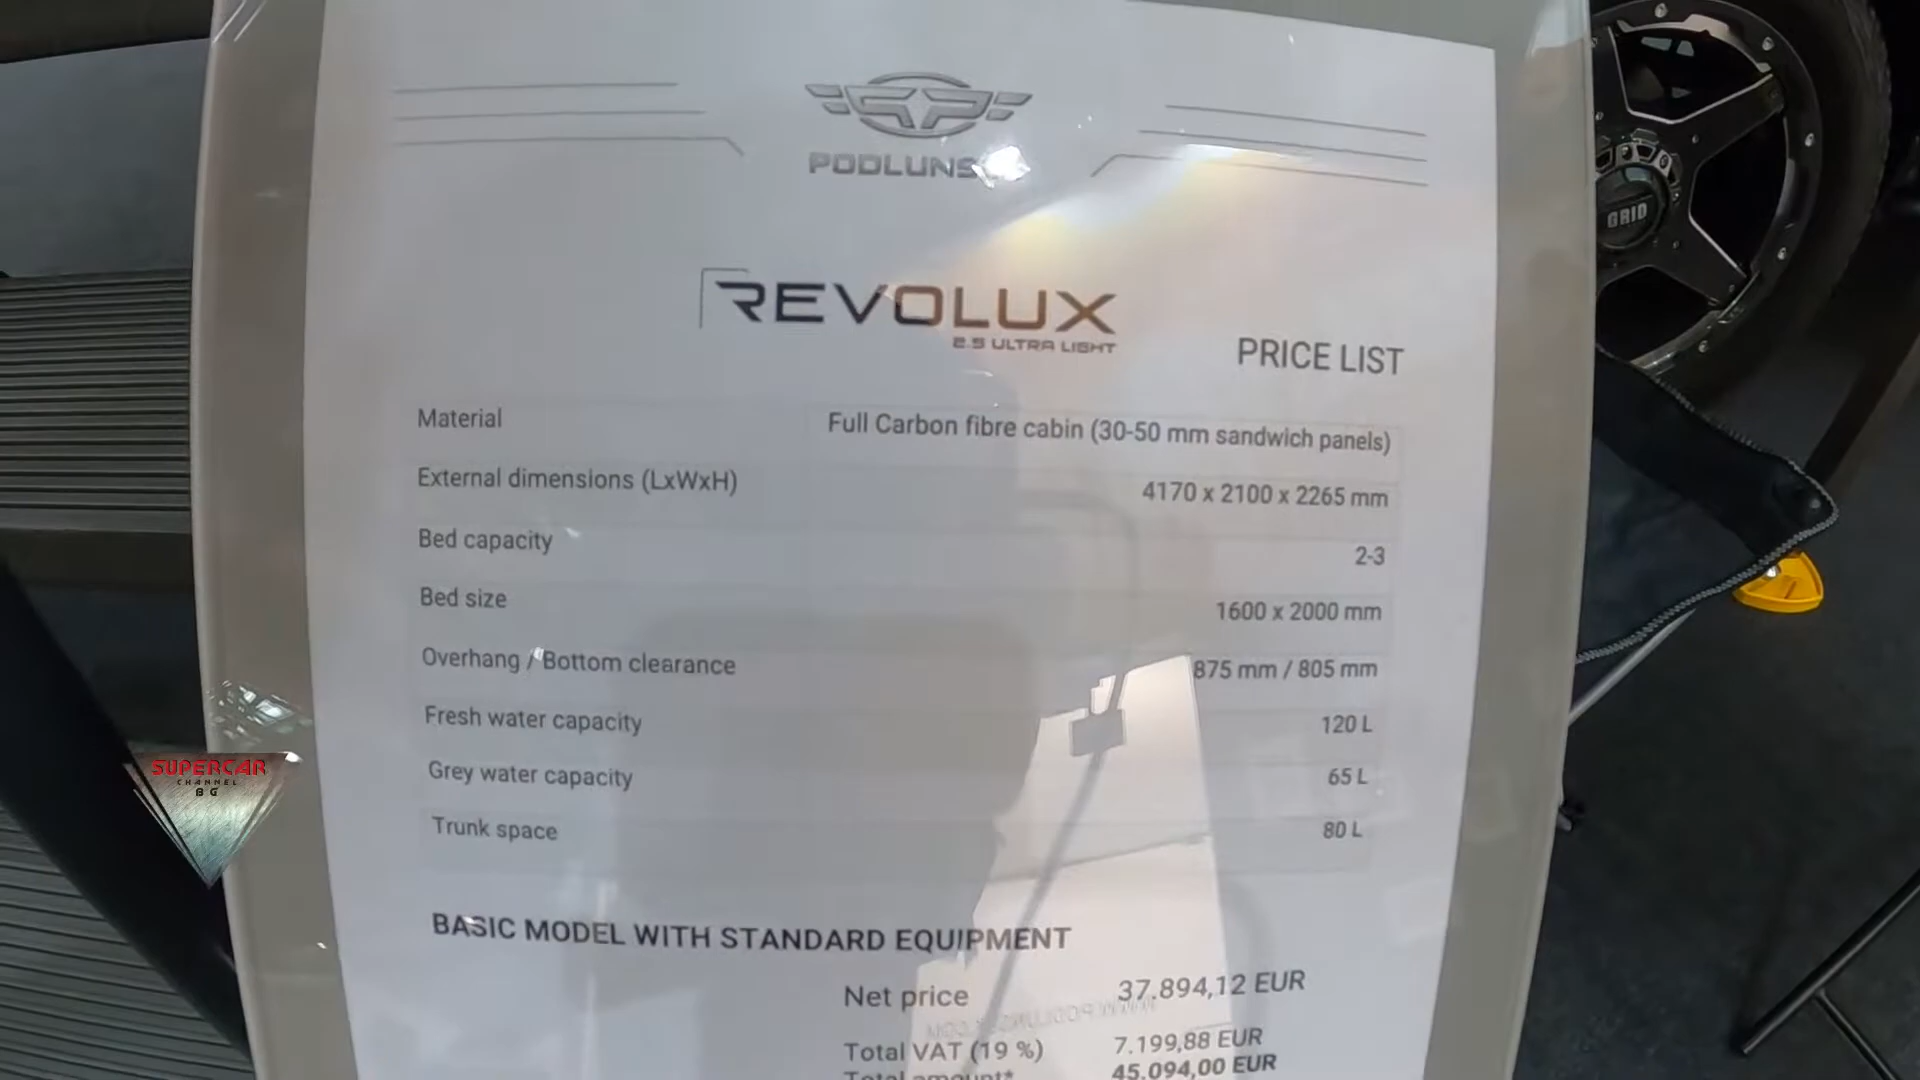 PODLUNS
REVOLUX
2.5 ULTRA LIGHT
PRICE LIST
Material Full Carbon fibre cabin (30-50 mm sandwich panels)
External dimensions (LxWxH) 4170 x 2100 x 2265 mm
Bed capacity 2-3
Bed size 1600 x 2000 mm
Overhang / Bottom clearance 875 mm / 805 mm
Fresh water capacity 120 L
Grey water capacity 65 L
Trunk space 80 L
BASIC MODEL WITH STANDARD EQUIPMENT
Net price 37.894,12 EUR
Total VAT (19 %) 7.199,88 EUR
Total amount* 45.094,00 EUR
GRID
SUPERCAR
CHANNEL
BG